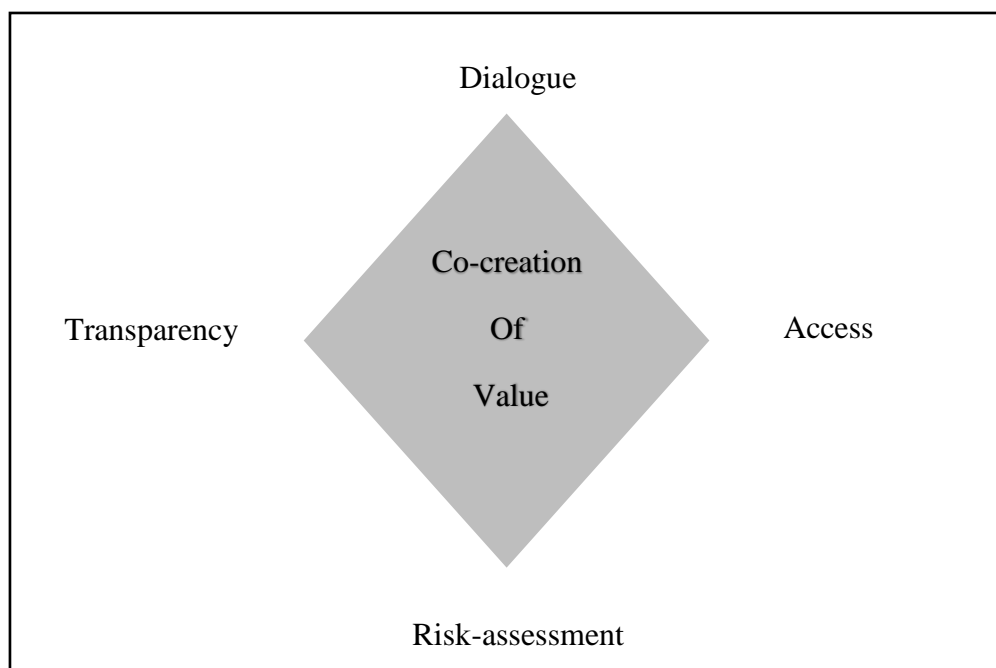 Dialogue
Co-creation
Of
Value
Transparency
Access
Risk-assessment